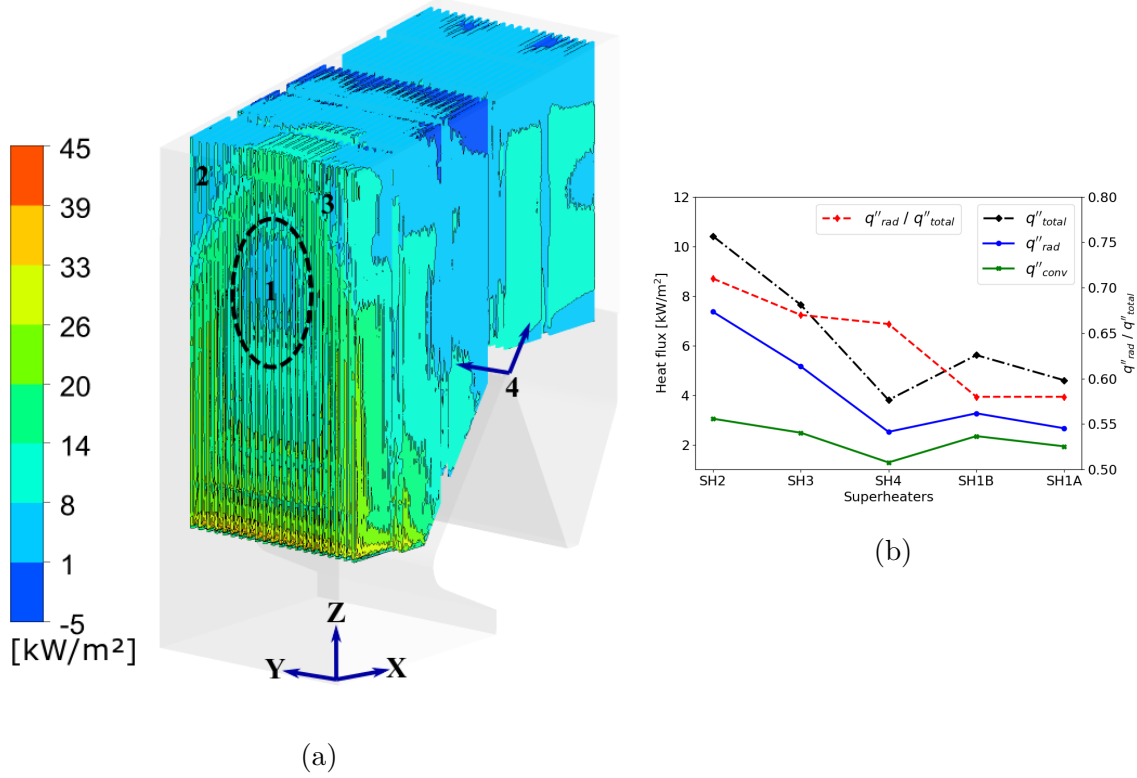 45
39
33
26
20
14
8
1
-5
[kW/m²]
2
3
1
4
Z
Y
X
(a)
12
10
8
6
4
2
Heat flux [kW/m²]
q''rad / q''total
q''total
q''rad
q''conv
0.80
0.75
0.70
0.65
0.60
0.55
0.50
q''rad / q''total
SH2 SH3 SH4 SH1B SH1A
Superheaters
(b)